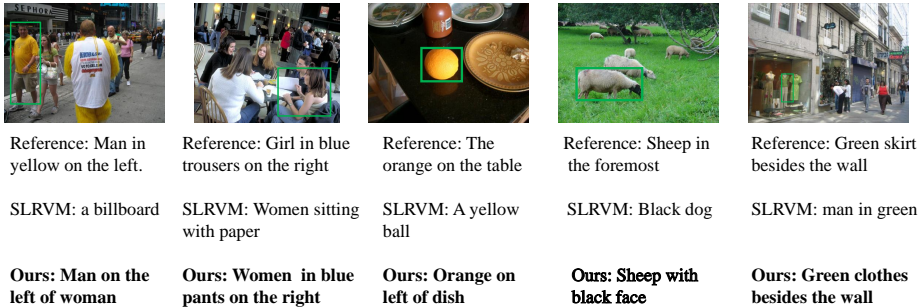 SEPHORA
Reference: Man in
yellow on the left.
Reference: Girl in blue
trousers on the right
Reference: The
orange on the table
Reference: Sheep in
the foremost
Reference: Green skirt
besides the wall
SLRVM: a billboard
SLRVM: Women sitting
with paper
SLRVM: A yellow
ball
SLRVM: Black dog
SLRVM: man in green
Ours: Man on the
left of woman
Ours: Women in blue
pants on the right
Ours: Orange on
left of dish
Ours: Sheep with
black face
Ours: Green clothes
besides the wall